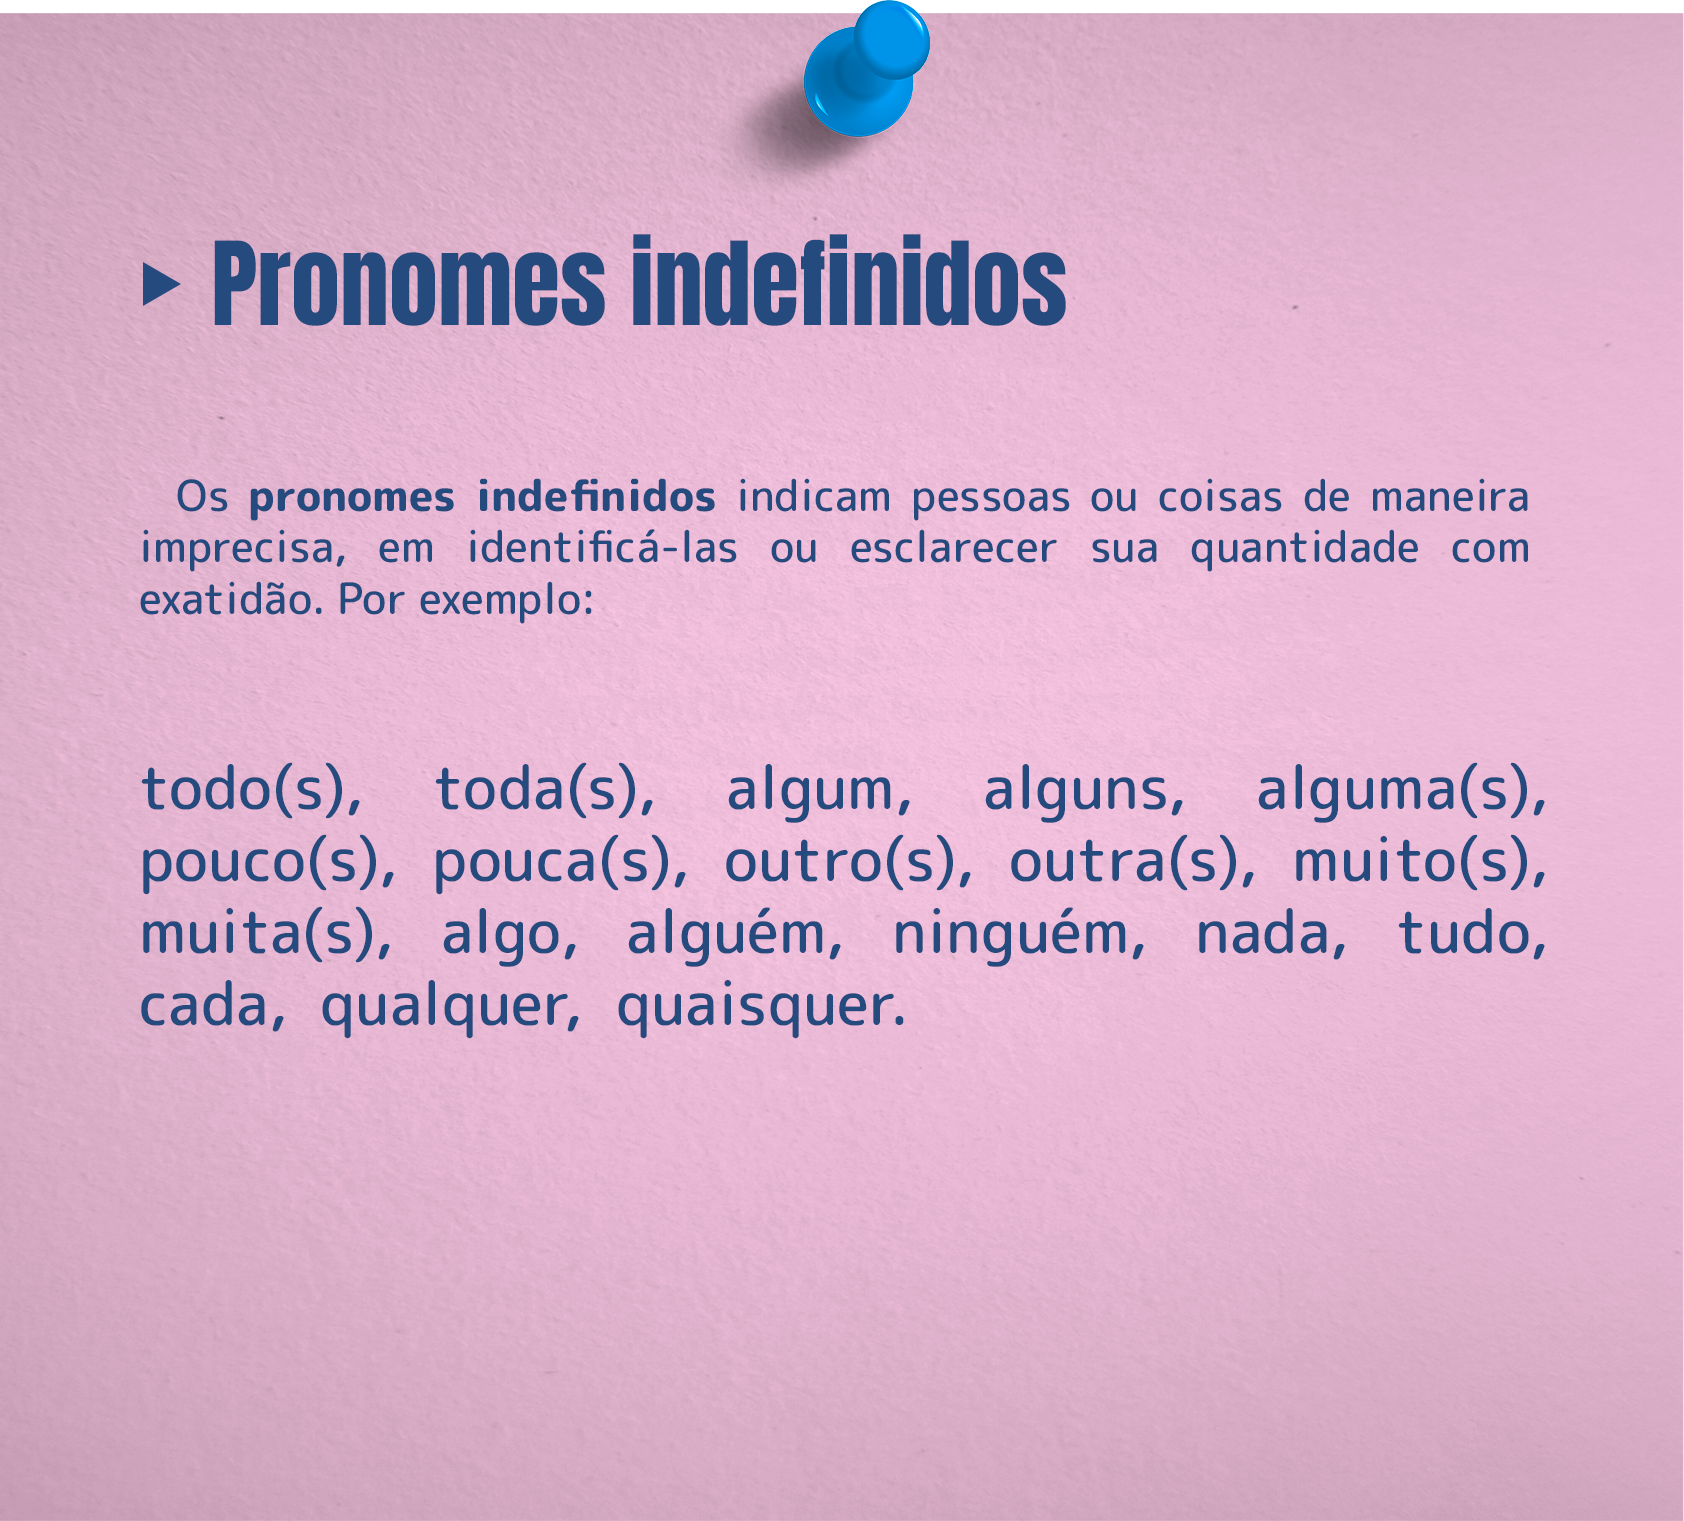 Pronomes indefinidos
Os pronomes indefinidos indicam pessoas ou coisas de maneira
imprecisa, em identificá-las ou esclarecer sua quantidade com
exatidão. Por exemplo:
todo(s), toda(s), algum, alguns, alguma(s),
pouco(s), pouca(s), outro(s), outra(s), muito(s),
muita(s), algo, alguém, ninguém, nada, tudo,
cada, qualquer, quaisquer.